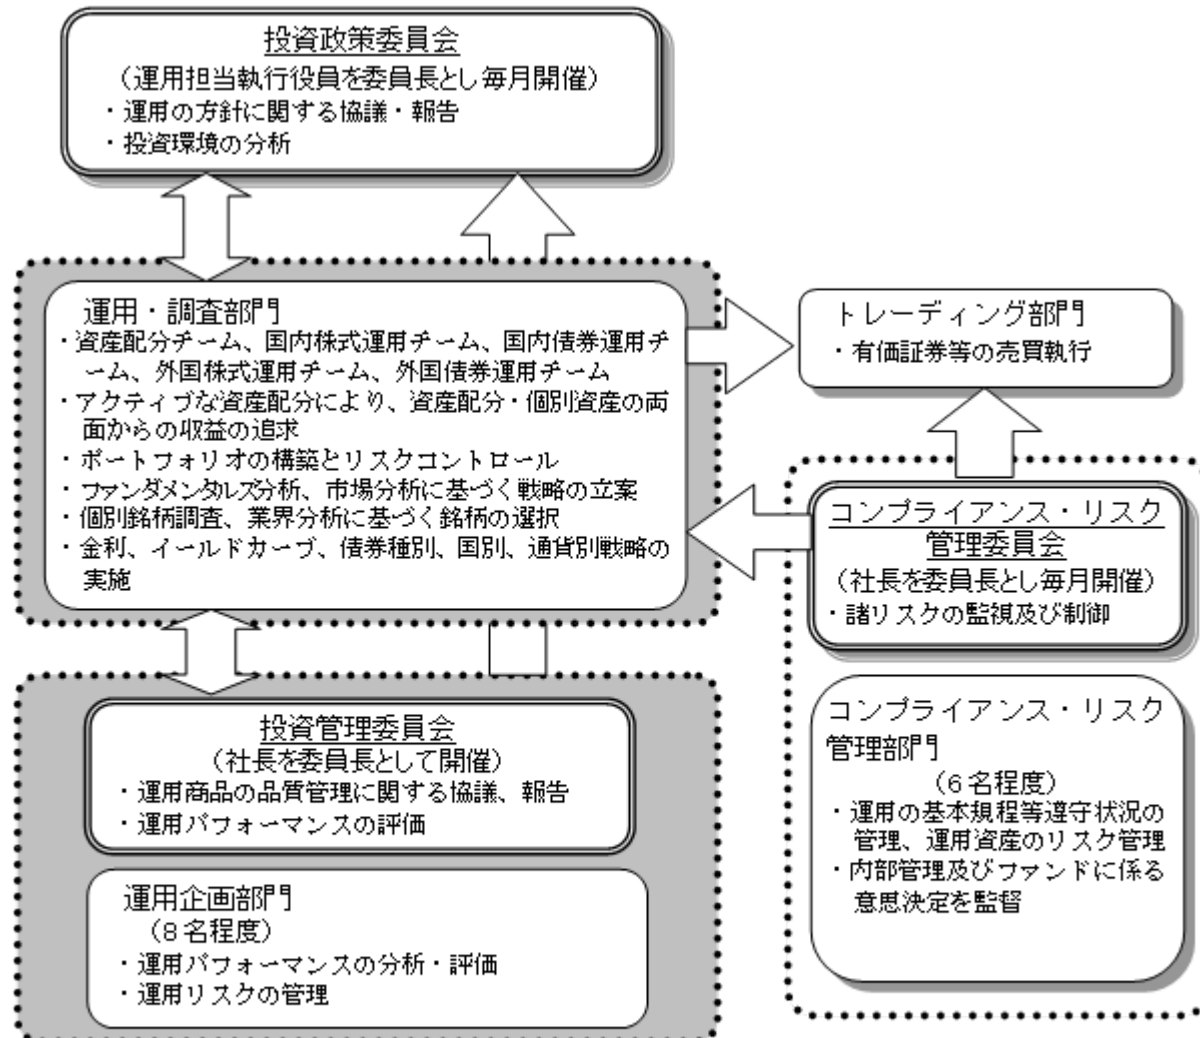 投資政策委員会
（運用担当執行役員を委員長とし毎月開催）
・運用の方針に関する協議・報告
・投資環境の分析
運用・調査部門
・資産配分チーム、国内株式運用チーム、国内債券運用チ
ーム、外国株式運用チーム、外国債券運用チーム
・アクティブな資産配分により、資産配分・個別資産の両
面からの収益の追求
・ポートフォリオの構築とリスクコントロール
・ファンダメンタルズ分析、市場分析に基づく戦略の立案
・個別銘柄調査、業界分析に基づく銘柄の選択
・金利、イールドカーブ、債券種別、国別、通貨別戦略の
実施
トレーディング部門
・有価証券等の売買執行
コンプライアンス・リスク
管理委員会
（社長を委員長とし毎月開催）
・諸リスクの監視及び制御
コンプライアンス・リスク
管理部門
（６名程度）
・運用の基本規程等遵守状況の
管理、運用資産のリスク管理
・内部管理及びファンドに係る
意思決定を監督
投資管理委員会
（社長を委員長として開催）
・運用商品の品質管理に関する協議、報告
・運用パフォーマンスの評価
運用企画部門
（８名程度）
・運用パフォーマンスの分析・評価
・運用リスクの管理